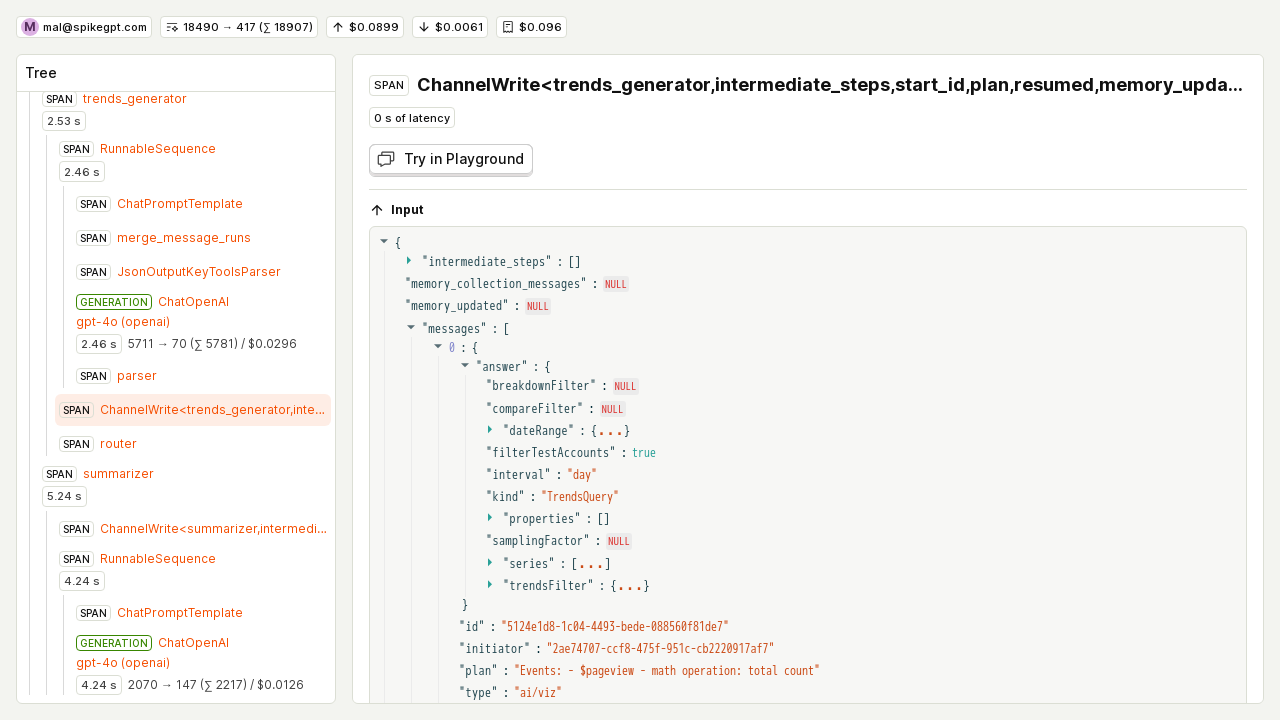 M mal@spikegpt.com 18490 → 417 (∑ 18907) $0.0899 $0.0061 $0.096
Tree
SPAN trends_generator
2.53 s
SPAN RunnableSequence
2.46 s
SPAN ChatPromptTemplate
SPAN merge_message_runs
SPAN JsonOutputKeyToolsParser
GENERATION ChatOpenAI
gpt-4o (openai)
2.46 s 5711 → 70 (∑ 5781) / $0.0296
SPAN parser
SPAN ChannelWrite<trends_generator,inte...
SPAN router
SPAN summarizer
5.24 s
SPAN ChannelWrite<summarizer,intermedi...
SPAN RunnableSequence
4.24 s
SPAN ChatPromptTemplate
GENERATION ChatOpenAI
gpt-4o (openai)
4.24 s 2070 → 147 (∑ 2217) / $0.0126
SPAN ChannelWrite<trends_generator,intermediate_steps,start_id,plan,resumed,memory_upda...
0 s of latency
Try in Playground
Input
{
"intermediate_steps" : []
"memory_collection_messages" : NULL
"memory_updated" : NULL
"messages" : [
0 : {
"answer" : {
"breakdownFilter" : NULL
"compareFilter" : NULL
"dateRange" : {...}
"filterTestAccounts" : true
"interval" : "day"
"kind" : "TrendsQuery"
"properties" : []
"samplingFactor" : NULL
"series" : [...]
"trendsFilter" : {...}
}
"id" : "5124e1d8-1c04-4493-bede-088560f81de7"
"initiator" : "2ae74707-ccf8-475f-951c-cb2220917af7"
"plan" : "Events: - $pageview - math operation: total count"
"type" : "ai/viz"